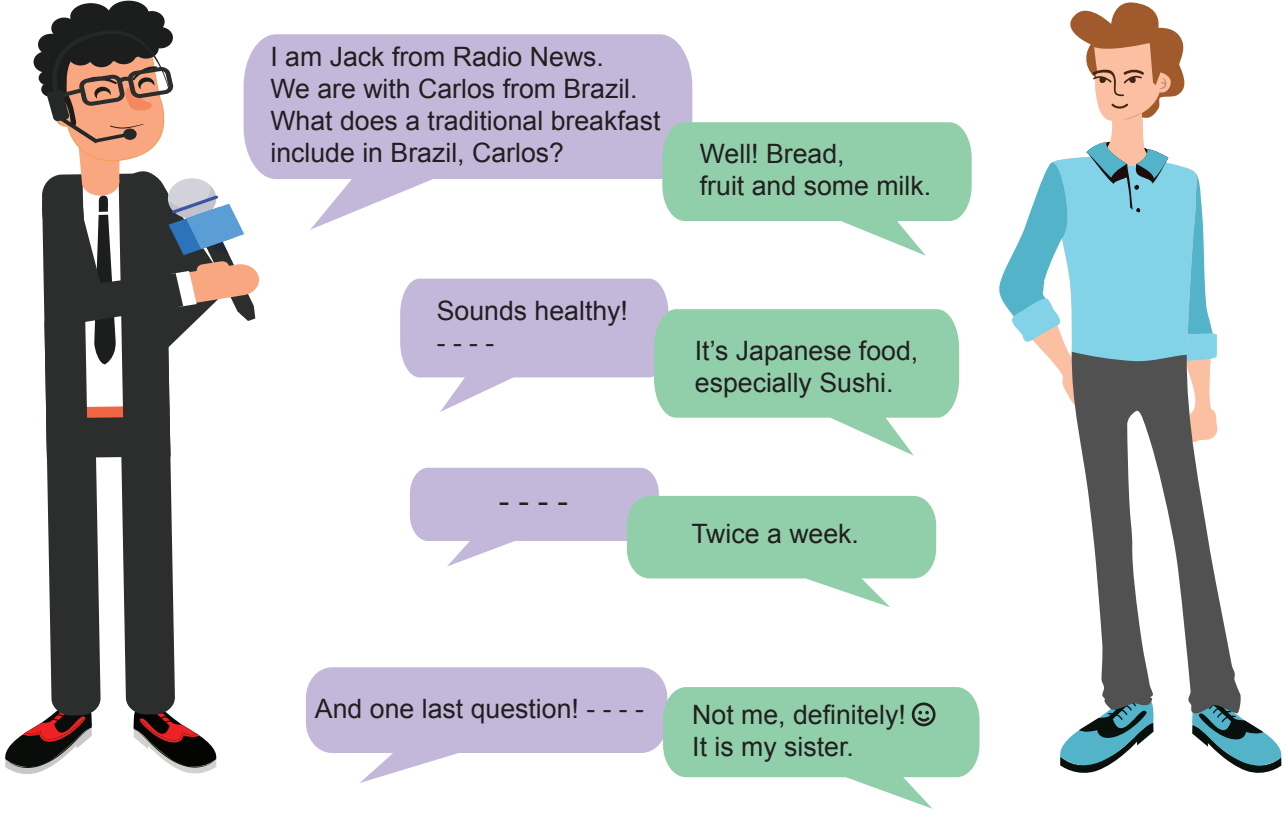 I am Jack from Radio News.
We are with Carlos from Brazil.
What does a traditional breakfast
include in Brazil, Carlos?
Well! Bread,
fruit and some milk.
Sounds healthy!
- - - -
It’s Japanese food,
especially Sushi.
- - - -
Twice a week.
And one last question! - - - -
Not me, definitely! ☺
It is my sister.